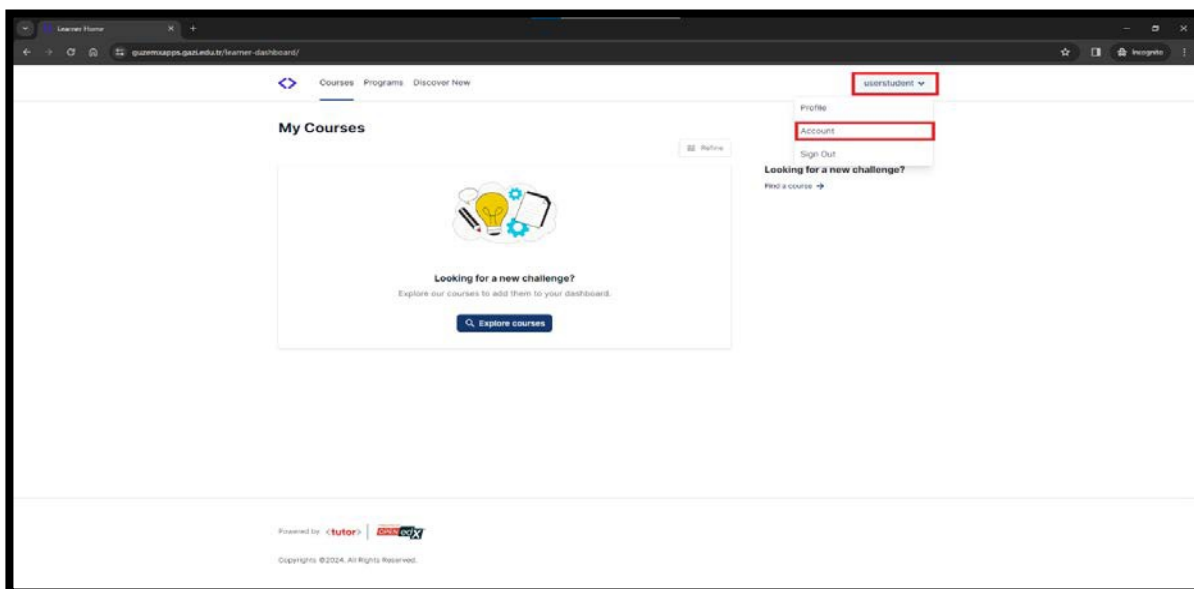 Learner Home
guzemxapps.gazi.edu.tr/learner-dashboard/
Incognito
Courses Programs Discover New
userstudent
Profile
Account
Sign Out
My Courses
Refine
Looking for a new challenge?
Find a course →
Looking for a new challenge?
Explore our courses to add them to your dashboard.
Explore courses
Powered by <tutor> OPEN edX
Copyrights ©2024. All Rights Reserved.